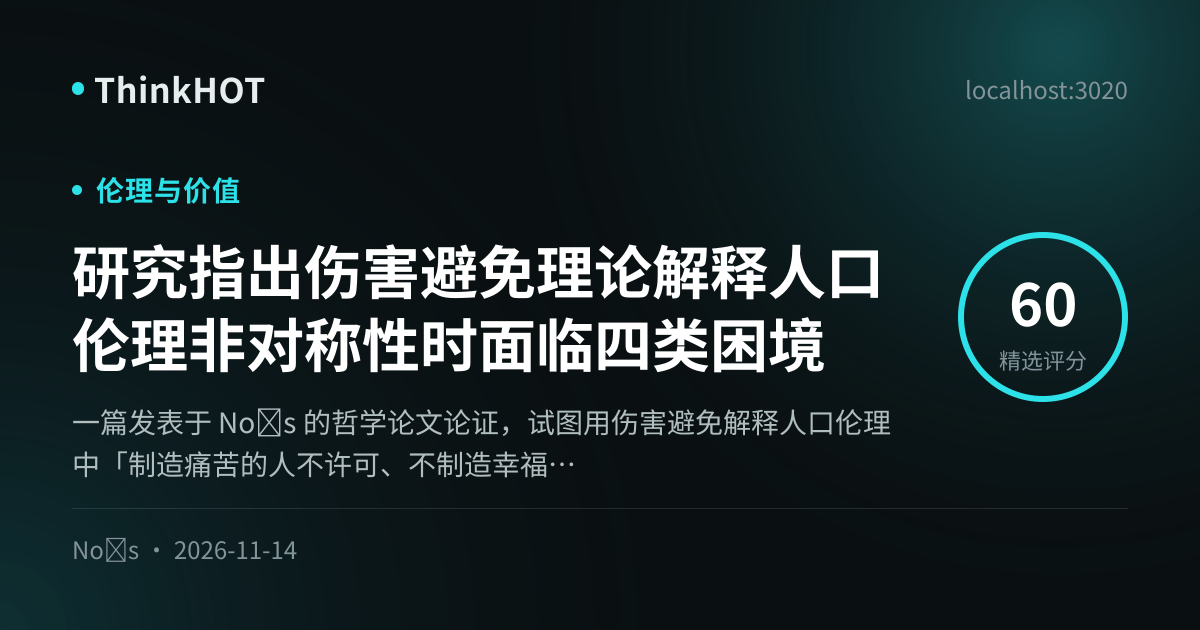 ThinkHOT
localhost:3020
伦理与价值
研究指出伤害避免理论解释人口
伦理非对称性时面临四类困境
60
精选评分
一篇发表于 No☒s 的哲学论文论证，试图用伤害避免解释人口伦理
中「制造痛苦的人不许可、不制造幸福…
No☒s · 2026-11-14